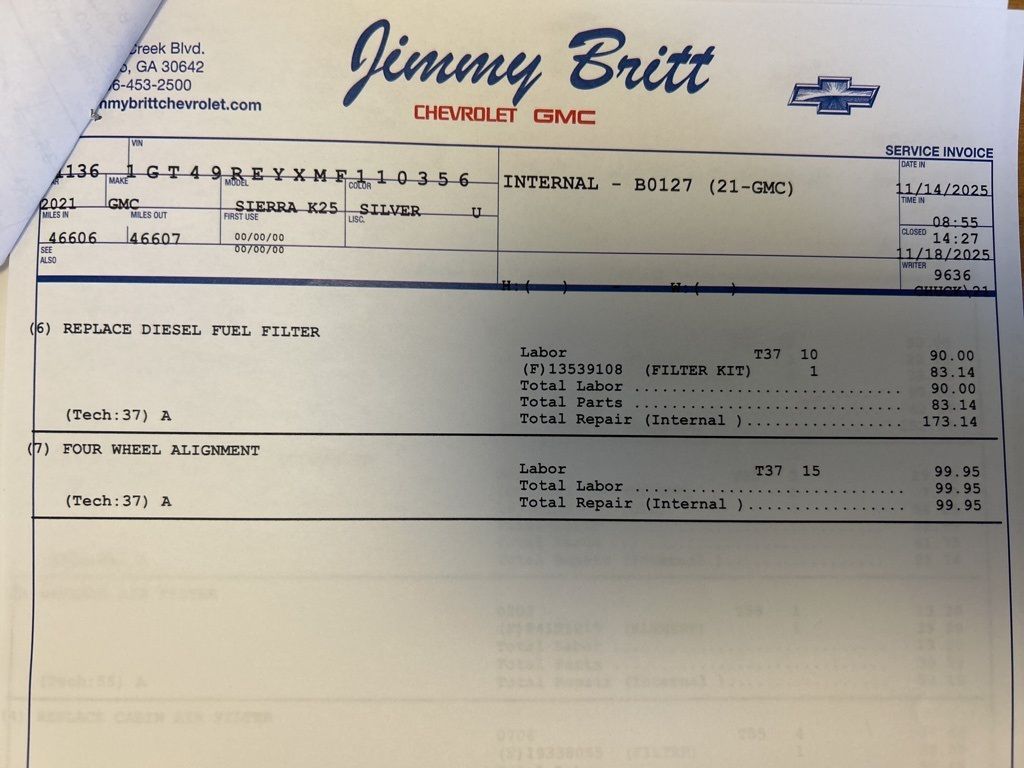 Creek Blvd.
, GA 30642
6-453-2500
mmybrittchevrolet.com
Jimmy Britt
CHEVROLET GMC
SERVICE INVOICE
VIN
1136 1GT49REYXMF110356
INTERNAL - B0127 (21-GMC)
DATE IN
11/14/2025
MAKE MODEL COLOR
2021 GMC SIERRA K25 SILVER U
TIME IN
08:55
MILES IN MILES OUT FIRST USE LISC.
46606 46607 00/00/00
00/00/00
CLOSED
14:27
11/18/2025
SEE
ALSO
WRITER
9636
H:( ) - W:( ) -
(6) REPLACE DIESEL FUEL FILTER
Labor T37 10 90.00
(F)13539108 (FILTER KIT) 1 83.14
Total Labor ............................ 90.00
Total Parts ............................ 83.14
(Tech:37) A Total Repair (Internal )................ 173.14
(7) FOUR WHEEL ALIGNMENT
Labor T37 15 99.95
Total Labor ............................ 99.95
(Tech:37) A Total Repair (Internal )................ 99.95